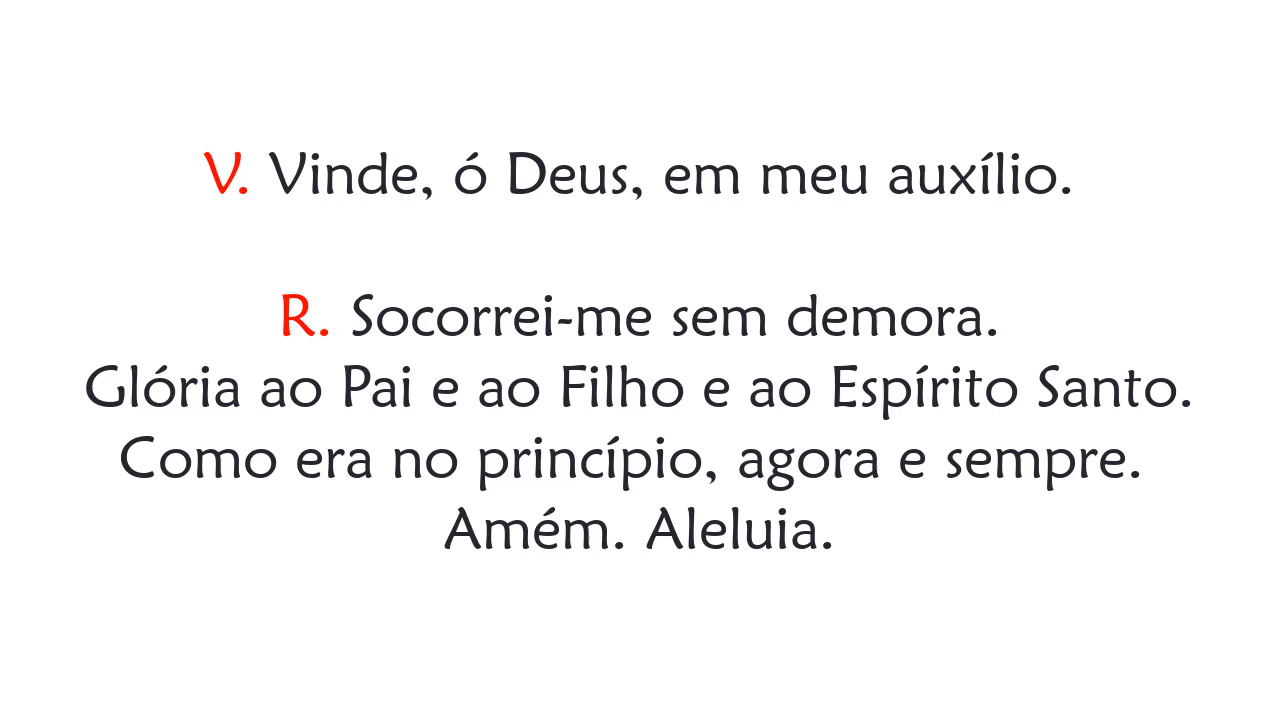 V. Vinde, ó Deus, em meu auxílio.
R. Socorrei-me sem demora.
Glória ao Pai e ao Filho e ao Espírito Santo.
Como era no princípio, agora e sempre.
Amém. Aleluia.